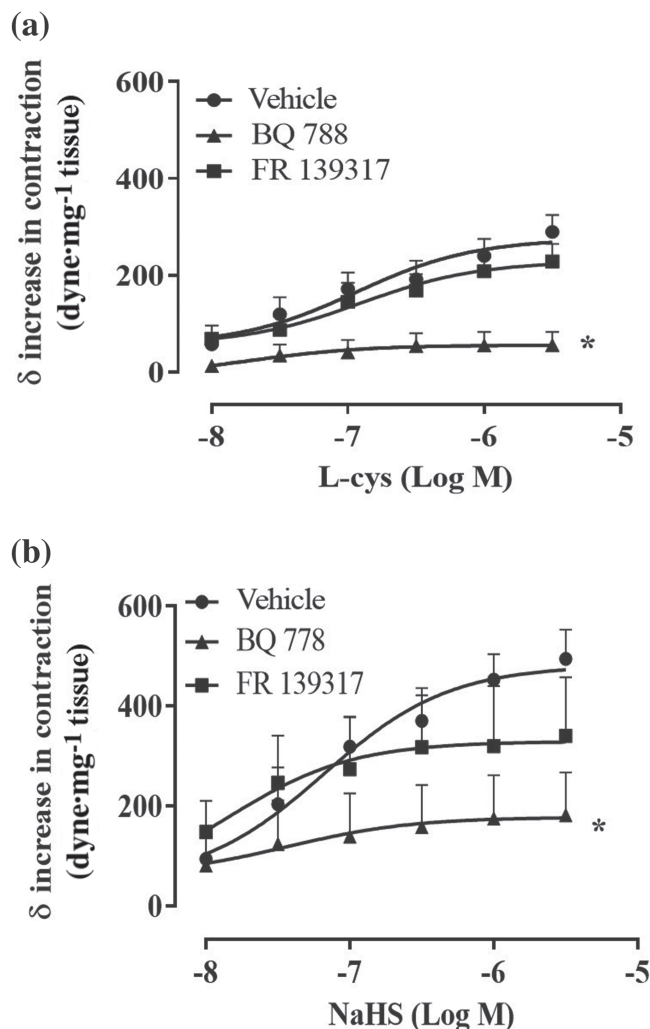 (a)
600
400
200
0
δ increase in contraction
(dyne·mg-1 tissue)
Vehicle
BQ 788
FR 139317
*
-8 -7 -6 -5
L-cys (Log M)
(b)
600
400
200
0
δ increase in contraction
(dyne·mg-1 tissue)
Vehicle
BQ 778
FR 139317
*
-8 -7 -6 -5
NaHS (Log M)